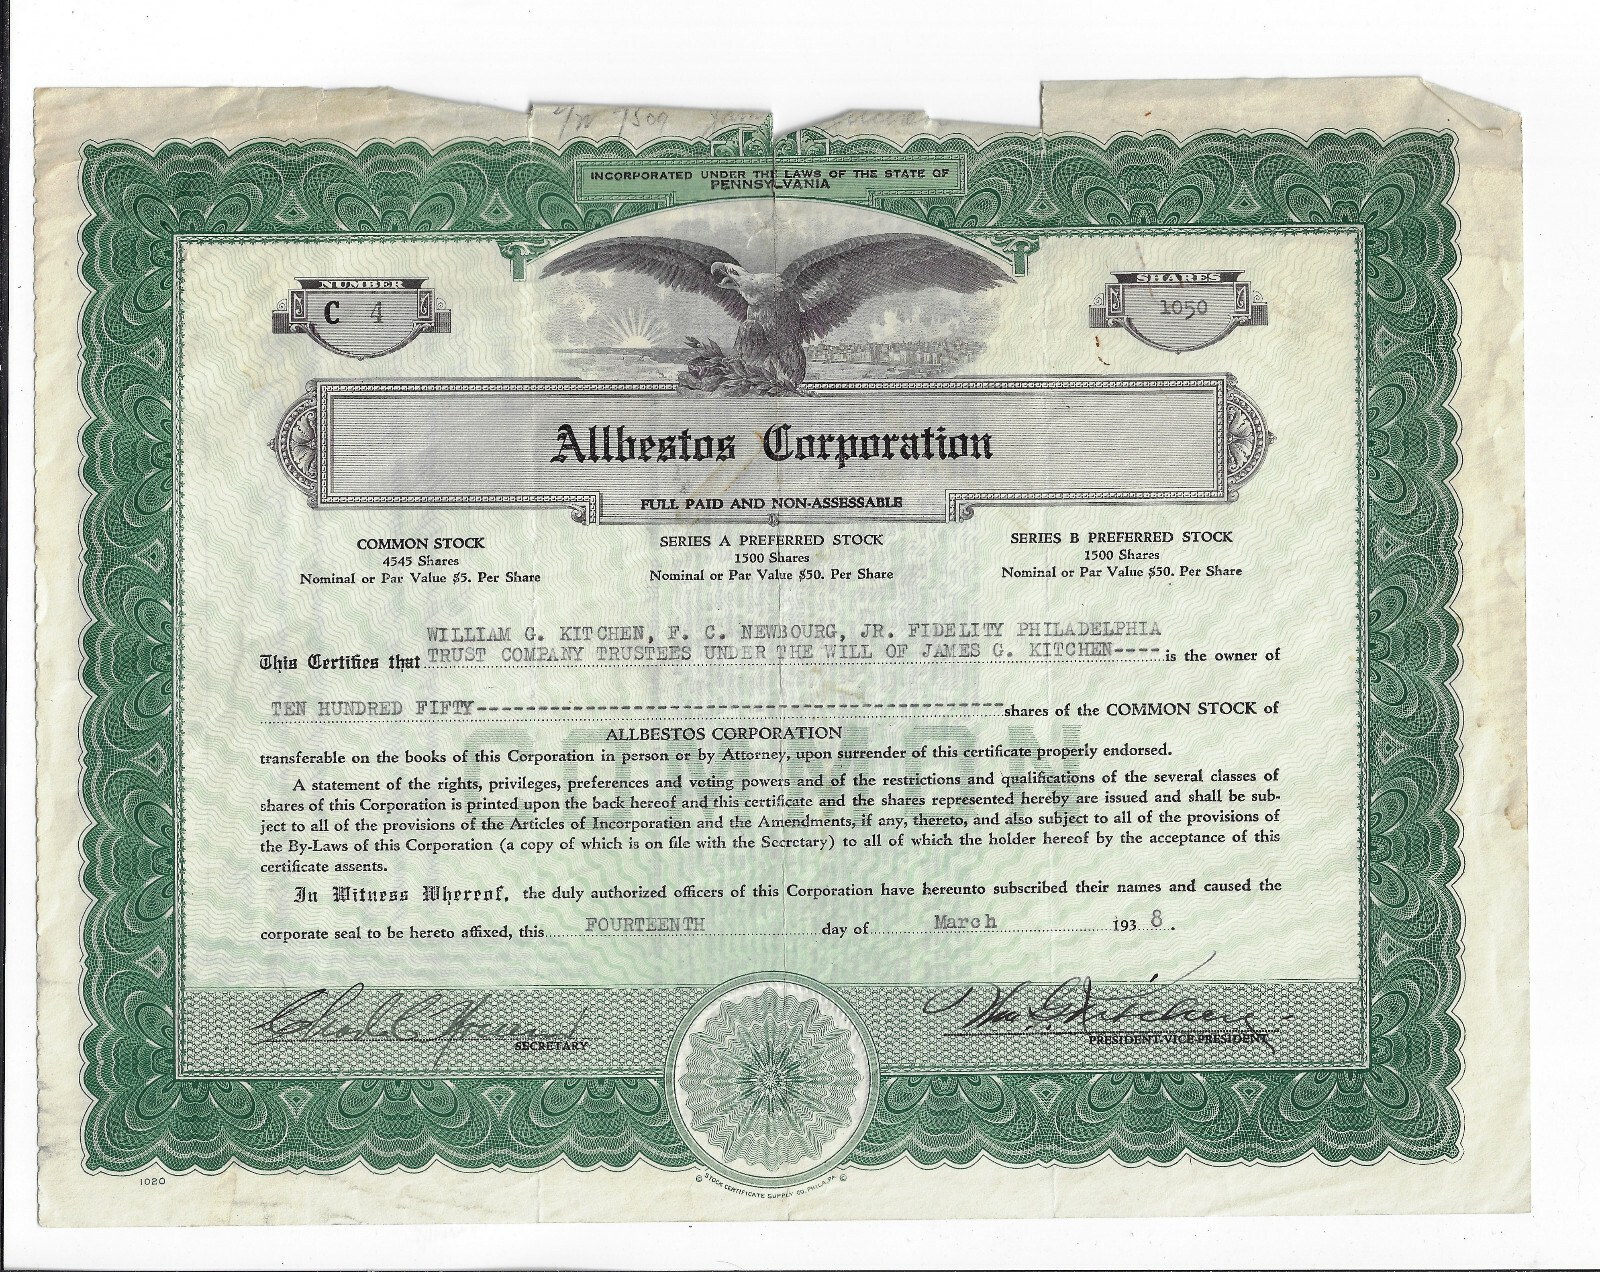 7509
INCORPORATED UNDER THE LAWS OF THE STATE OF
PENNSYLVANIA
NUMBER
C 4
SHARES
1050
Allbestos Corporation
FULL PAID AND NON-ASSESSABLE
COMMON STOCK
4545 Shares
Nominal or Par Value $5. Per Share
SERIES A PREFERRED STOCK
1500 Shares
Nominal or Par Value $50. Per Share
SERIES B PREFERRED STOCK
1500 Shares
Nominal or Par Value $50. Per Share
WILLIAM G. KITCHEN, F. C. NEWBOURG, JR. FIDELITY PHILADELPHIA
This Certifies that TRUST COMPANY TRUSTEES UNDER THE WILL OF JAMES G. KITCHEN---- is the owner of
TEN HUNDRED FIFTY---------------------------------------------- shares of the COMMON STOCK of
ALLBESTOS CORPORATION
transferable on the books of this Corporation in person or by Attorney, upon surrender of this certificate properly endorsed.
A statement of the rights, privileges, preferences and voting powers and of the restrictions and qualifications of the several classes of
shares of this Corporation is printed upon the back hereof and this certificate and the shares represented hereby are issued and shall be sub-
ject to all of the provisions of the Articles of Incorporation and the Amendments, if any, thereto, and also subject to all of the provisions of
the By-Laws of this Corporation (a copy of which is on file with the Secretary) to all of which the holder hereof by the acceptance of this
certificate assents.
In Witness Whereof, the duly authorized officers of this Corporation have hereunto subscribed their names and caused the
corporate seal to be hereto affixed, this FOURTEENTH day of March 1938.
Wm G Kitchen
SECRETARY
PRESIDENT-VICE-PRESIDENT
1020
© STOCK CERTIFICATE SUPPLY CO. PHILA. PA. ©